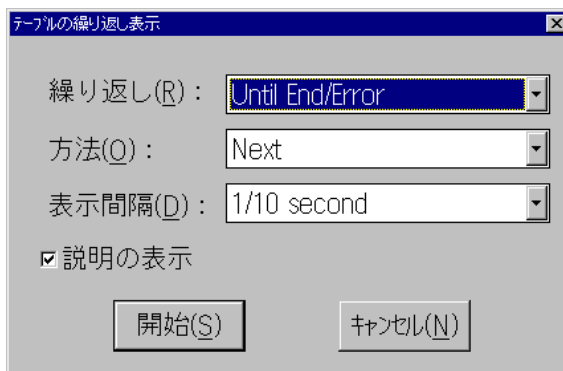 ﾃｰﾌﾞﾙの繰り返し表示
繰り返し(R)： Until End/Error
方法(O)： Next
表示間隔(D)： 1/10 second
説明の表示
開始(S) ｷｬﾝｾﾙ(N)